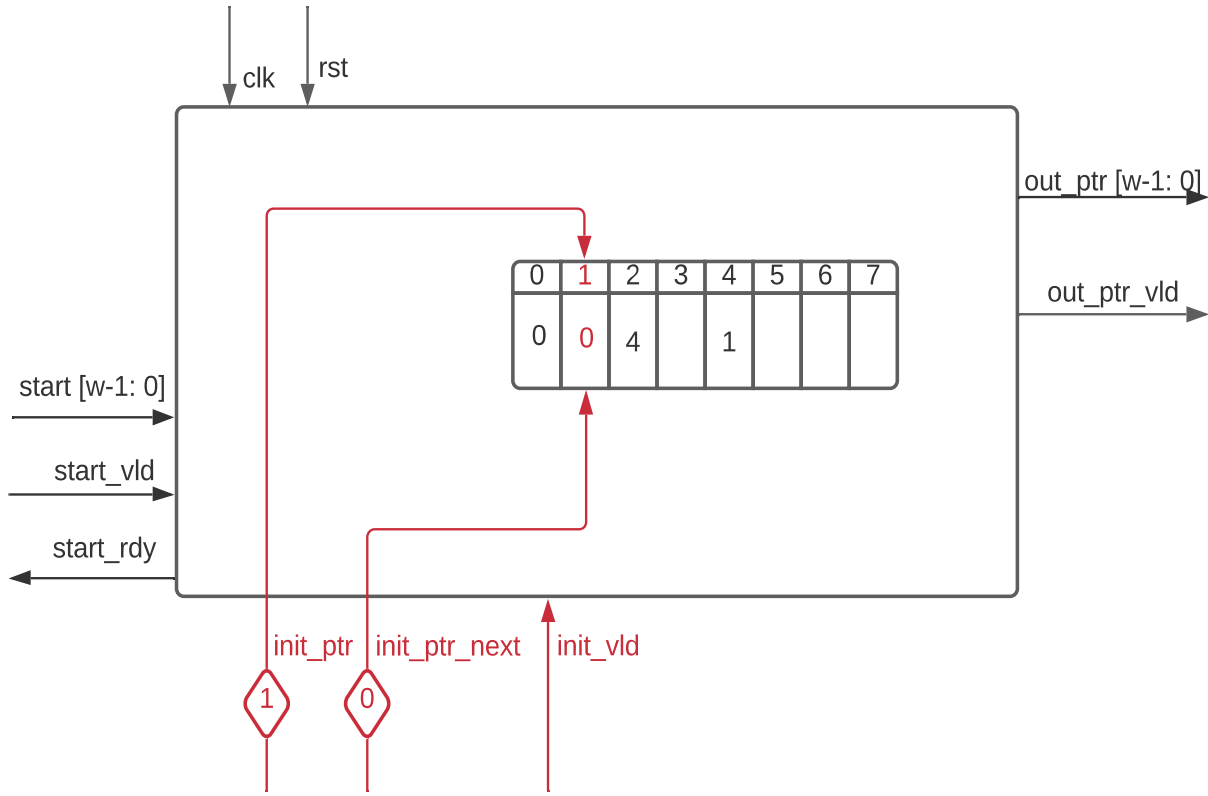 clk
rst
out_ptr [w-1: 0]
0 1 2 3 4 5 6 7
out_ptr_vld
0 0 4 1
start [w-1: 0]
start_vld
start_rdy
init_ptr init_ptr_next init_vld
1 0